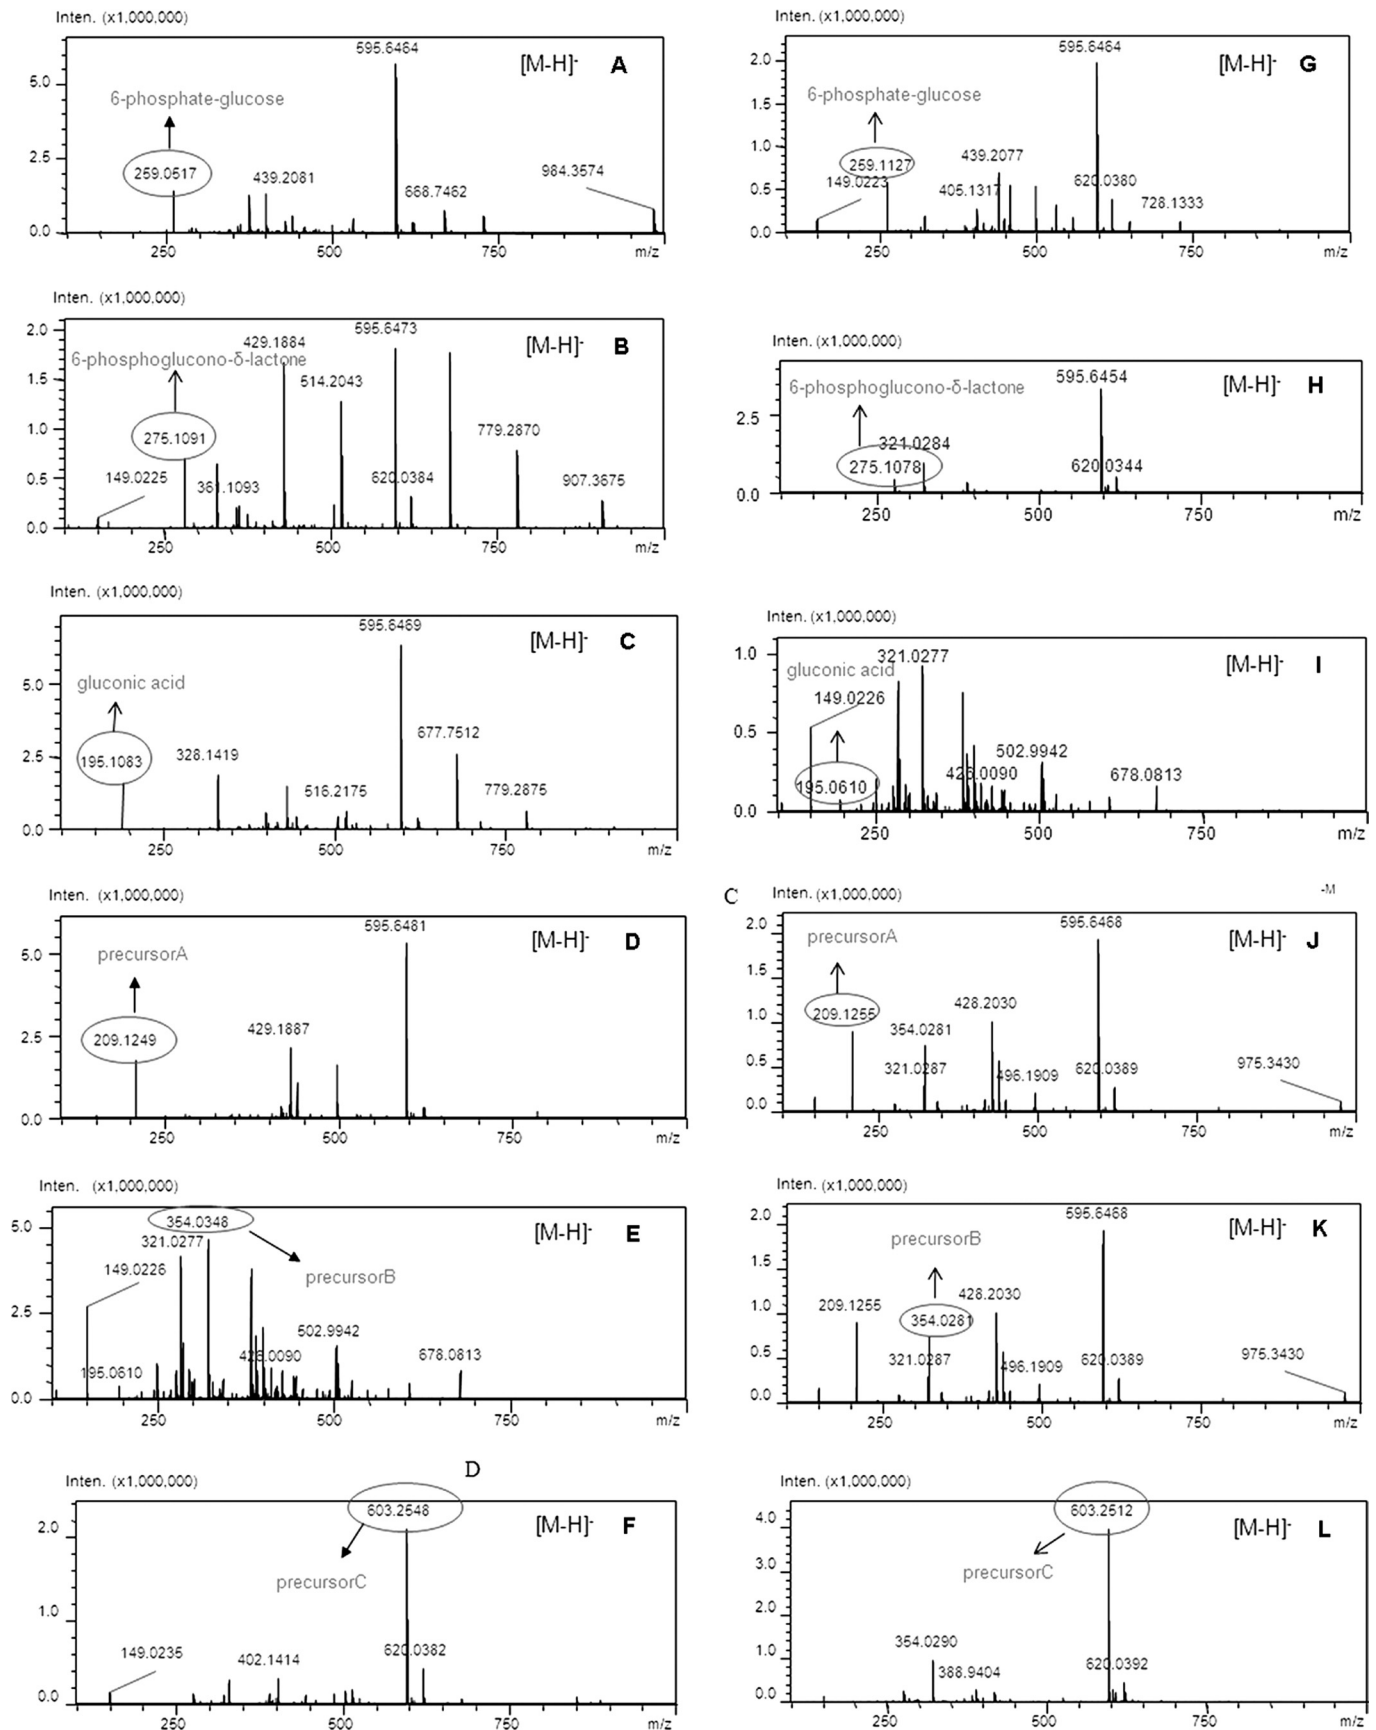 Inten. (x1,000,000)
595.6464
[M-H]- A
5.0
6-phosphate-glucose
259.0517
2.5
439.2081
668.7462
984.3574
0.0
250
500
750
m/z
Inten. (x1,000,000)
595.6464
[M-H]- G
2.0
6-phosphate-glucose
1.5
259.1127
439.2077
1.0
149.0223
405.1317
620.0380
0.5
728.1333
0.0
250
500
750
m/z
Inten. (x1,000,000)
2.0
595.6473
[M-H]- B
429.1884
6-phosphoglucono-δ-lactone
1.5
514.2043
275.1091
1.0
779.2870
149.0225
361.1093
620.0384
907.3675
0.5
0.0
250
500
750
m/z
Inten. (x1,000,000)
595.6454
[M-H]- H
6-phosphoglucono-δ-lactone
2.5
321.0284
275.1078
620.0344
0.0
250
500
750
m/z
Inten. (x1,000,000)
595.6469
[M-H]- C
5.0
gluconic acid
195.1083
328.1419
677.7512
2.5
516.2175
779.2875
0.0
250
500
750
m/z
Inten. (x1,000,000)
1.0
321.0277
[M-H]- I
gluconic acid
149.0226
0.5
195.0610
426.0090
502.9942
678.0813
0.0
250
500
750
m/z
Inten. (x1,000,000)
595.6481
[M-H]- D
5.0
precursorA
209.1249
429.1887
2.5
0.0
250
500
750
m/z
C
Inten. (x1,000,000)
-M
2.0
595.6468
[M-H]- J
precursorA
1.5
209.1255
428.2030
1.0
354.0281
321.0287
496.1909
620.0389
975.3430
0.5
0.0
250
500
750
m/z
Inten. (x1,000,000)
5.0
354.0348
[M-H]- E
321.0277
149.0226
precursorB
2.5
195.0610
426.0090
502.9942
678.0813
0.0
250
500
750
m/z
Inten. (x1,000,000)
2.0
595.6468
[M-H]- K
precursorB
1.5
209.1255
354.0281
428.2030
1.0
321.0287
496.1909
620.0389
975.3430
0.5
0.0
250
500
750
m/z
D
Inten. (x1,000,000)
603.2548
[M-H]- F
2.0
precursorC
1.0
149.0235
402.1414
620.0382
0.0
250
500
750
m/z
Inten. (x1,000,000)
603.2512
[M-H]- L
4.0
precursorC
3.0
2.0
354.0290
388.9404
620.0392
1.0
0.0
250
500
750
m/z